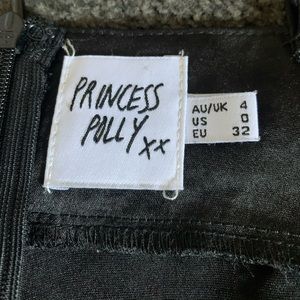 PRINCESS
POLLY
xx
AU/UK 4
US 0
EU 32